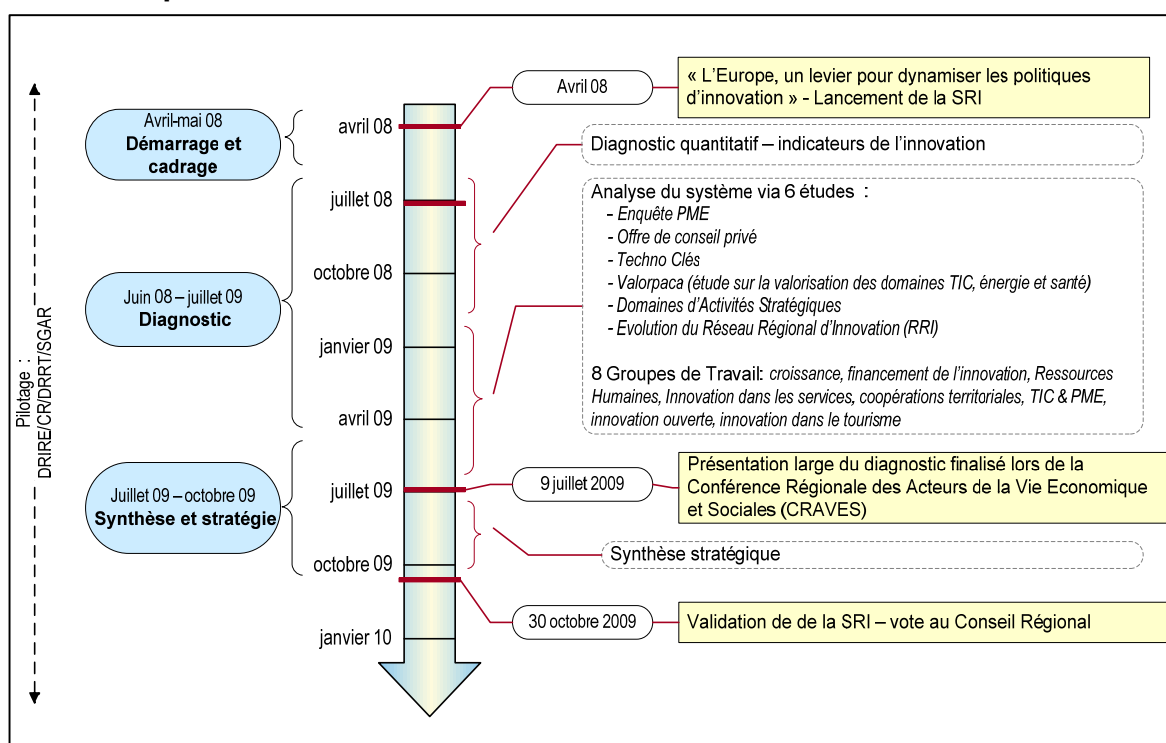 Pilotage :
DRIRE/CR/DRRT/SGAR
Avril-mai 08
Démarrage et
cadrage
Juin 08 – juillet 09
Diagnostic
Juillet 09 – octobre 09
Synthèse et stratégie
avril 08
juillet 08
octobre 08
janvier 09
avril 09
juillet 09
octobre 09
janvier 10
Avril 08
« L'Europe, un levier pour dynamiser les politiques
d'innovation » - Lancement de la SRI
Diagnostic quantitatif – indicateurs de l'innovation
Analyse du système via 6 études :
- Enquête PME
- Offre de conseil privé
- Techno Clés
- Valorpaca (étude sur la valorisation des domaines TIC, énergie et santé)
- Domaines d'Activités Stratégiques
- Evolution du Réseau Régional d'Innovation (RRI)
8 Groupes de Travail: croissance, financement de l'innovation, Ressources
Humaines, Innovation dans les services, coopérations territoriales, TIC & PME,
innovation ouverte, innovation dans le tourisme
9 juillet 2009
Présentation large du diagnostic finalisé lors de la
Conférence Régionale des Acteurs de la Vie Economique
et Sociales (CRAVES)
Synthèse stratégique
30 octobre 2009
Validation de de la SRI – vote au Conseil Régional